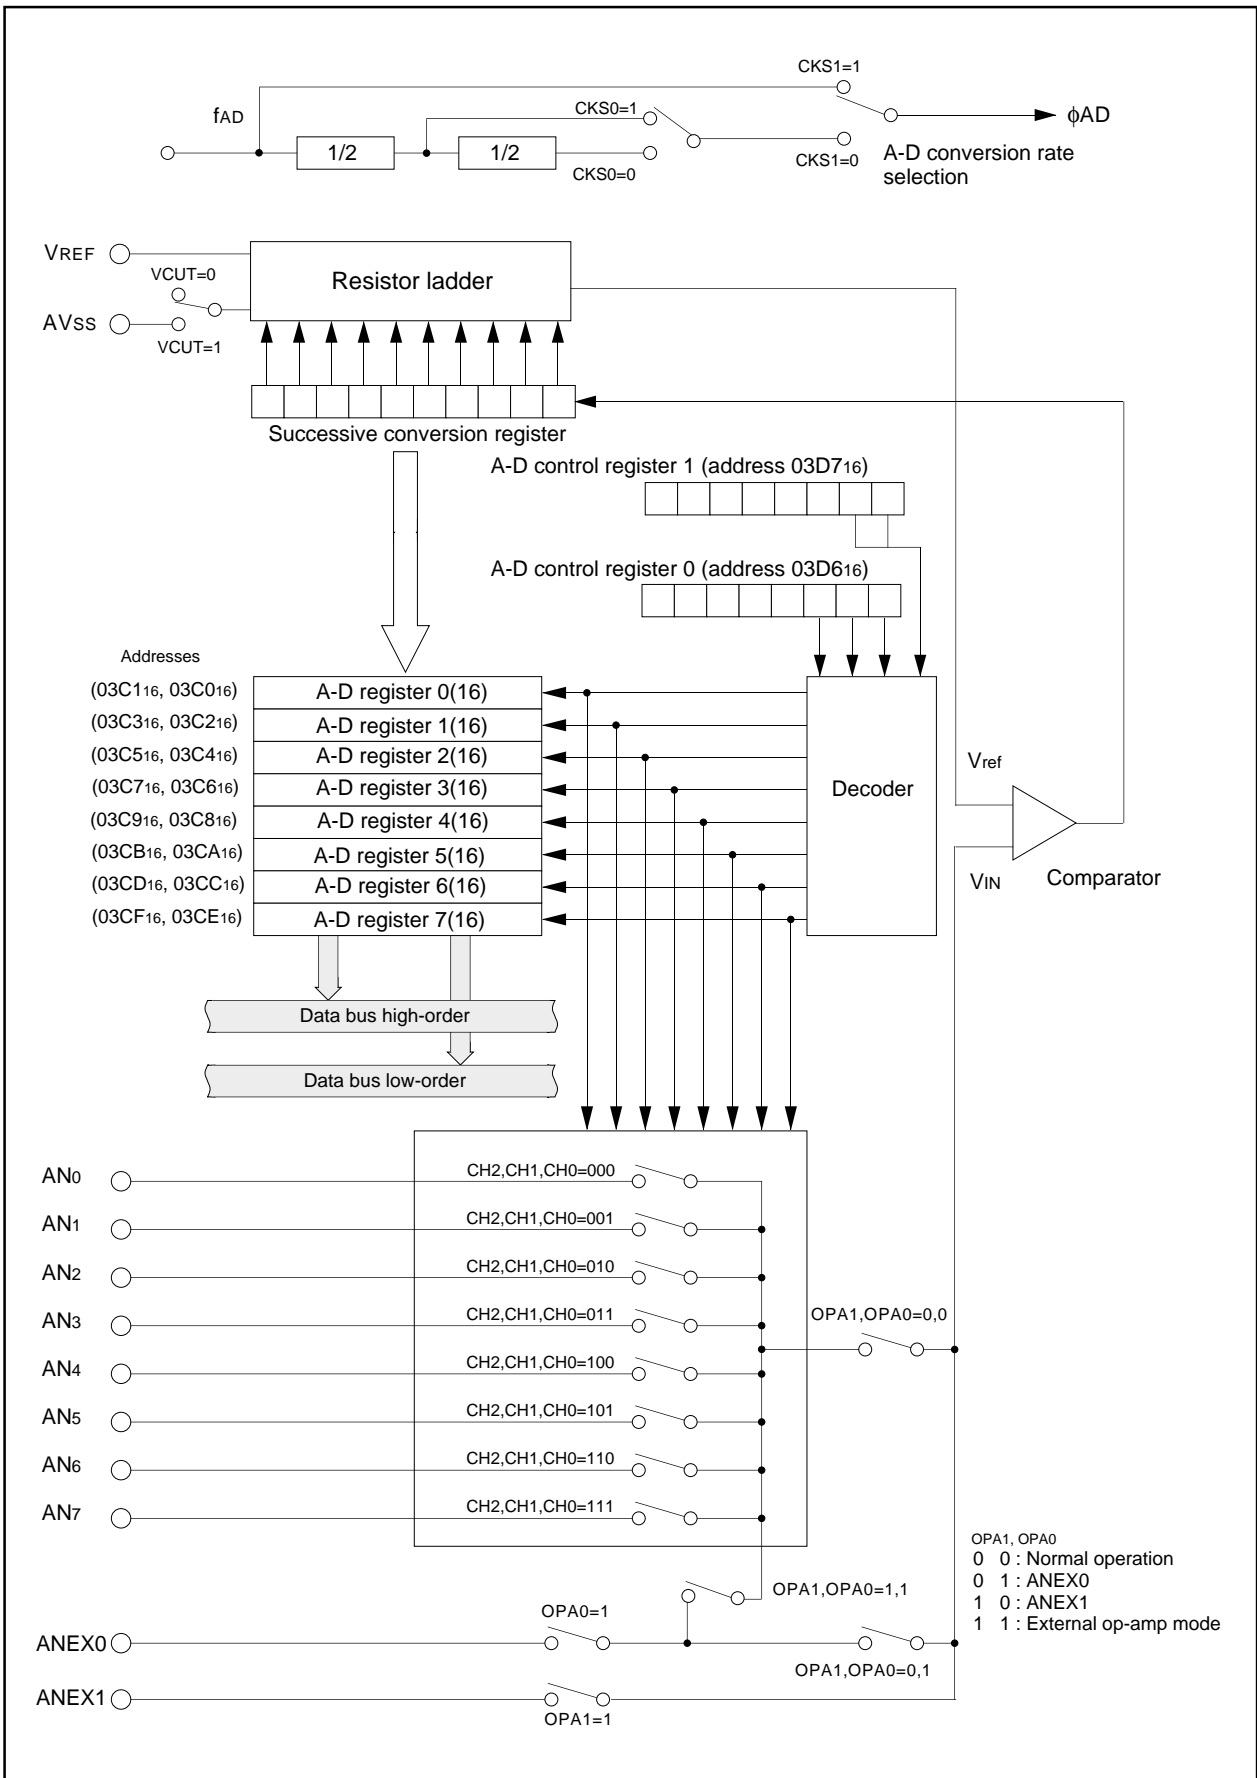 CKS1=1
fAD
CKS0=1
ϕAD
1/2
1/2
CKS0=0
CKS1=0
A-D conversion rate
selection
VREF
VCUT=0
Resistor ladder
AVSS
VCUT=1
Successive conversion register
A-D control register 1 (address 03D716)
A-D control register 0 (address 03D616)
Addresses
(03C116, 03C016)
A-D register 0(16)
(03C316, 03C216)
A-D register 1(16)
(03C516, 03C416)
A-D register 2(16)
(03C716, 03C616)
A-D register 3(16)
(03C916, 03C816)
A-D register 4(16)
(03CB16, 03CA16)
A-D register 5(16)
(03CD16, 03CC16)
A-D register 6(16)
(03CF16, 03CE16)
A-D register 7(16)
Decoder
Vref
VIN
Comparator
Data bus high-order
Data bus low-order
AN0
CH2,CH1,CH0=000
AN1
CH2,CH1,CH0=001
AN2
CH2,CH1,CH0=010
AN3
CH2,CH1,CH0=011
OPA1,OPA0=0,0
AN4
CH2,CH1,CH0=100
AN5
CH2,CH1,CH0=101
AN6
CH2,CH1,CH0=110
AN7
CH2,CH1,CH0=111
OPA1, OPA0
0 0 : Normal operation
0 1 : ANEX0
1 0 : ANEX1
1 1 : External op-amp mode
OPA1,OPA0=1,1
OPA0=1
ANEX0
OPA1,OPA0=0,1
ANEX1
OPA1=1